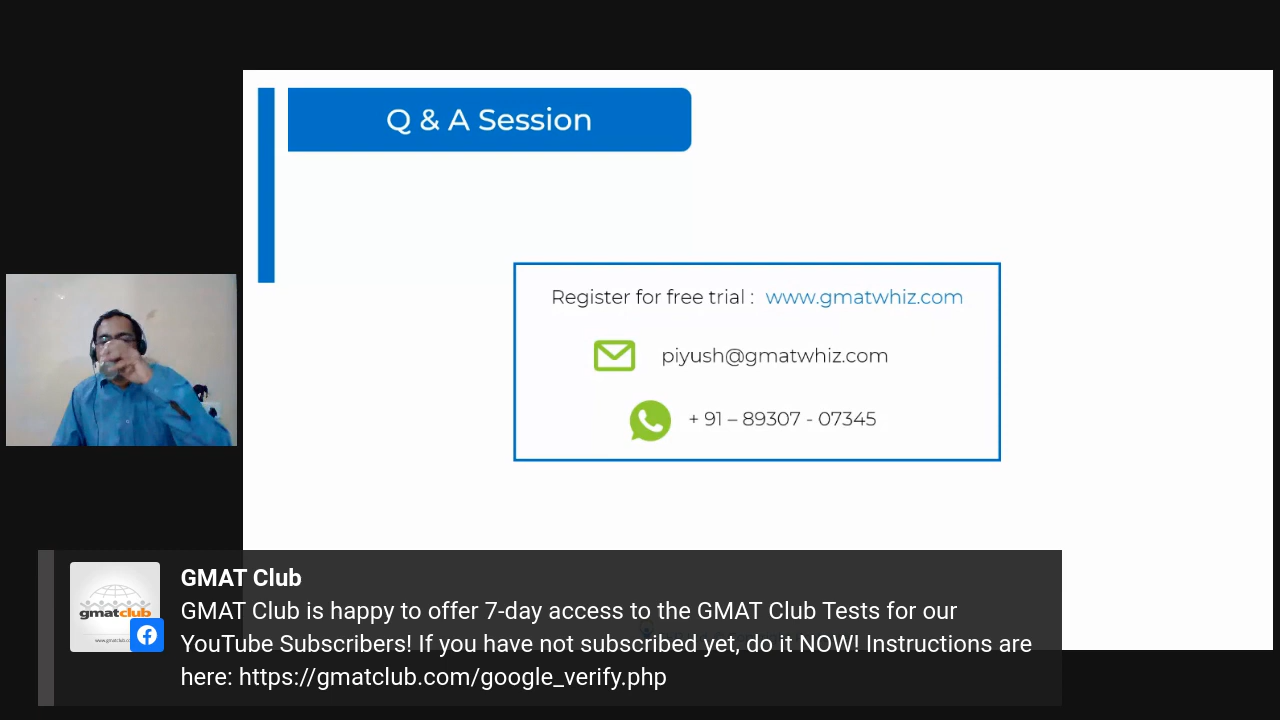 Q & A Session
Register for free trial : www.gmatwhiz.com
piyush@gmatwhiz.com
+ 91 – 89307 - 07345
gmatclub
GMAT Club
GMAT Club is happy to offer 7-day access to the GMAT Club Tests for our
YouTube Subscribers! If you have not subscribed yet, do it NOW! Instructions are
here: https://gmatclub.com/google_verify.php